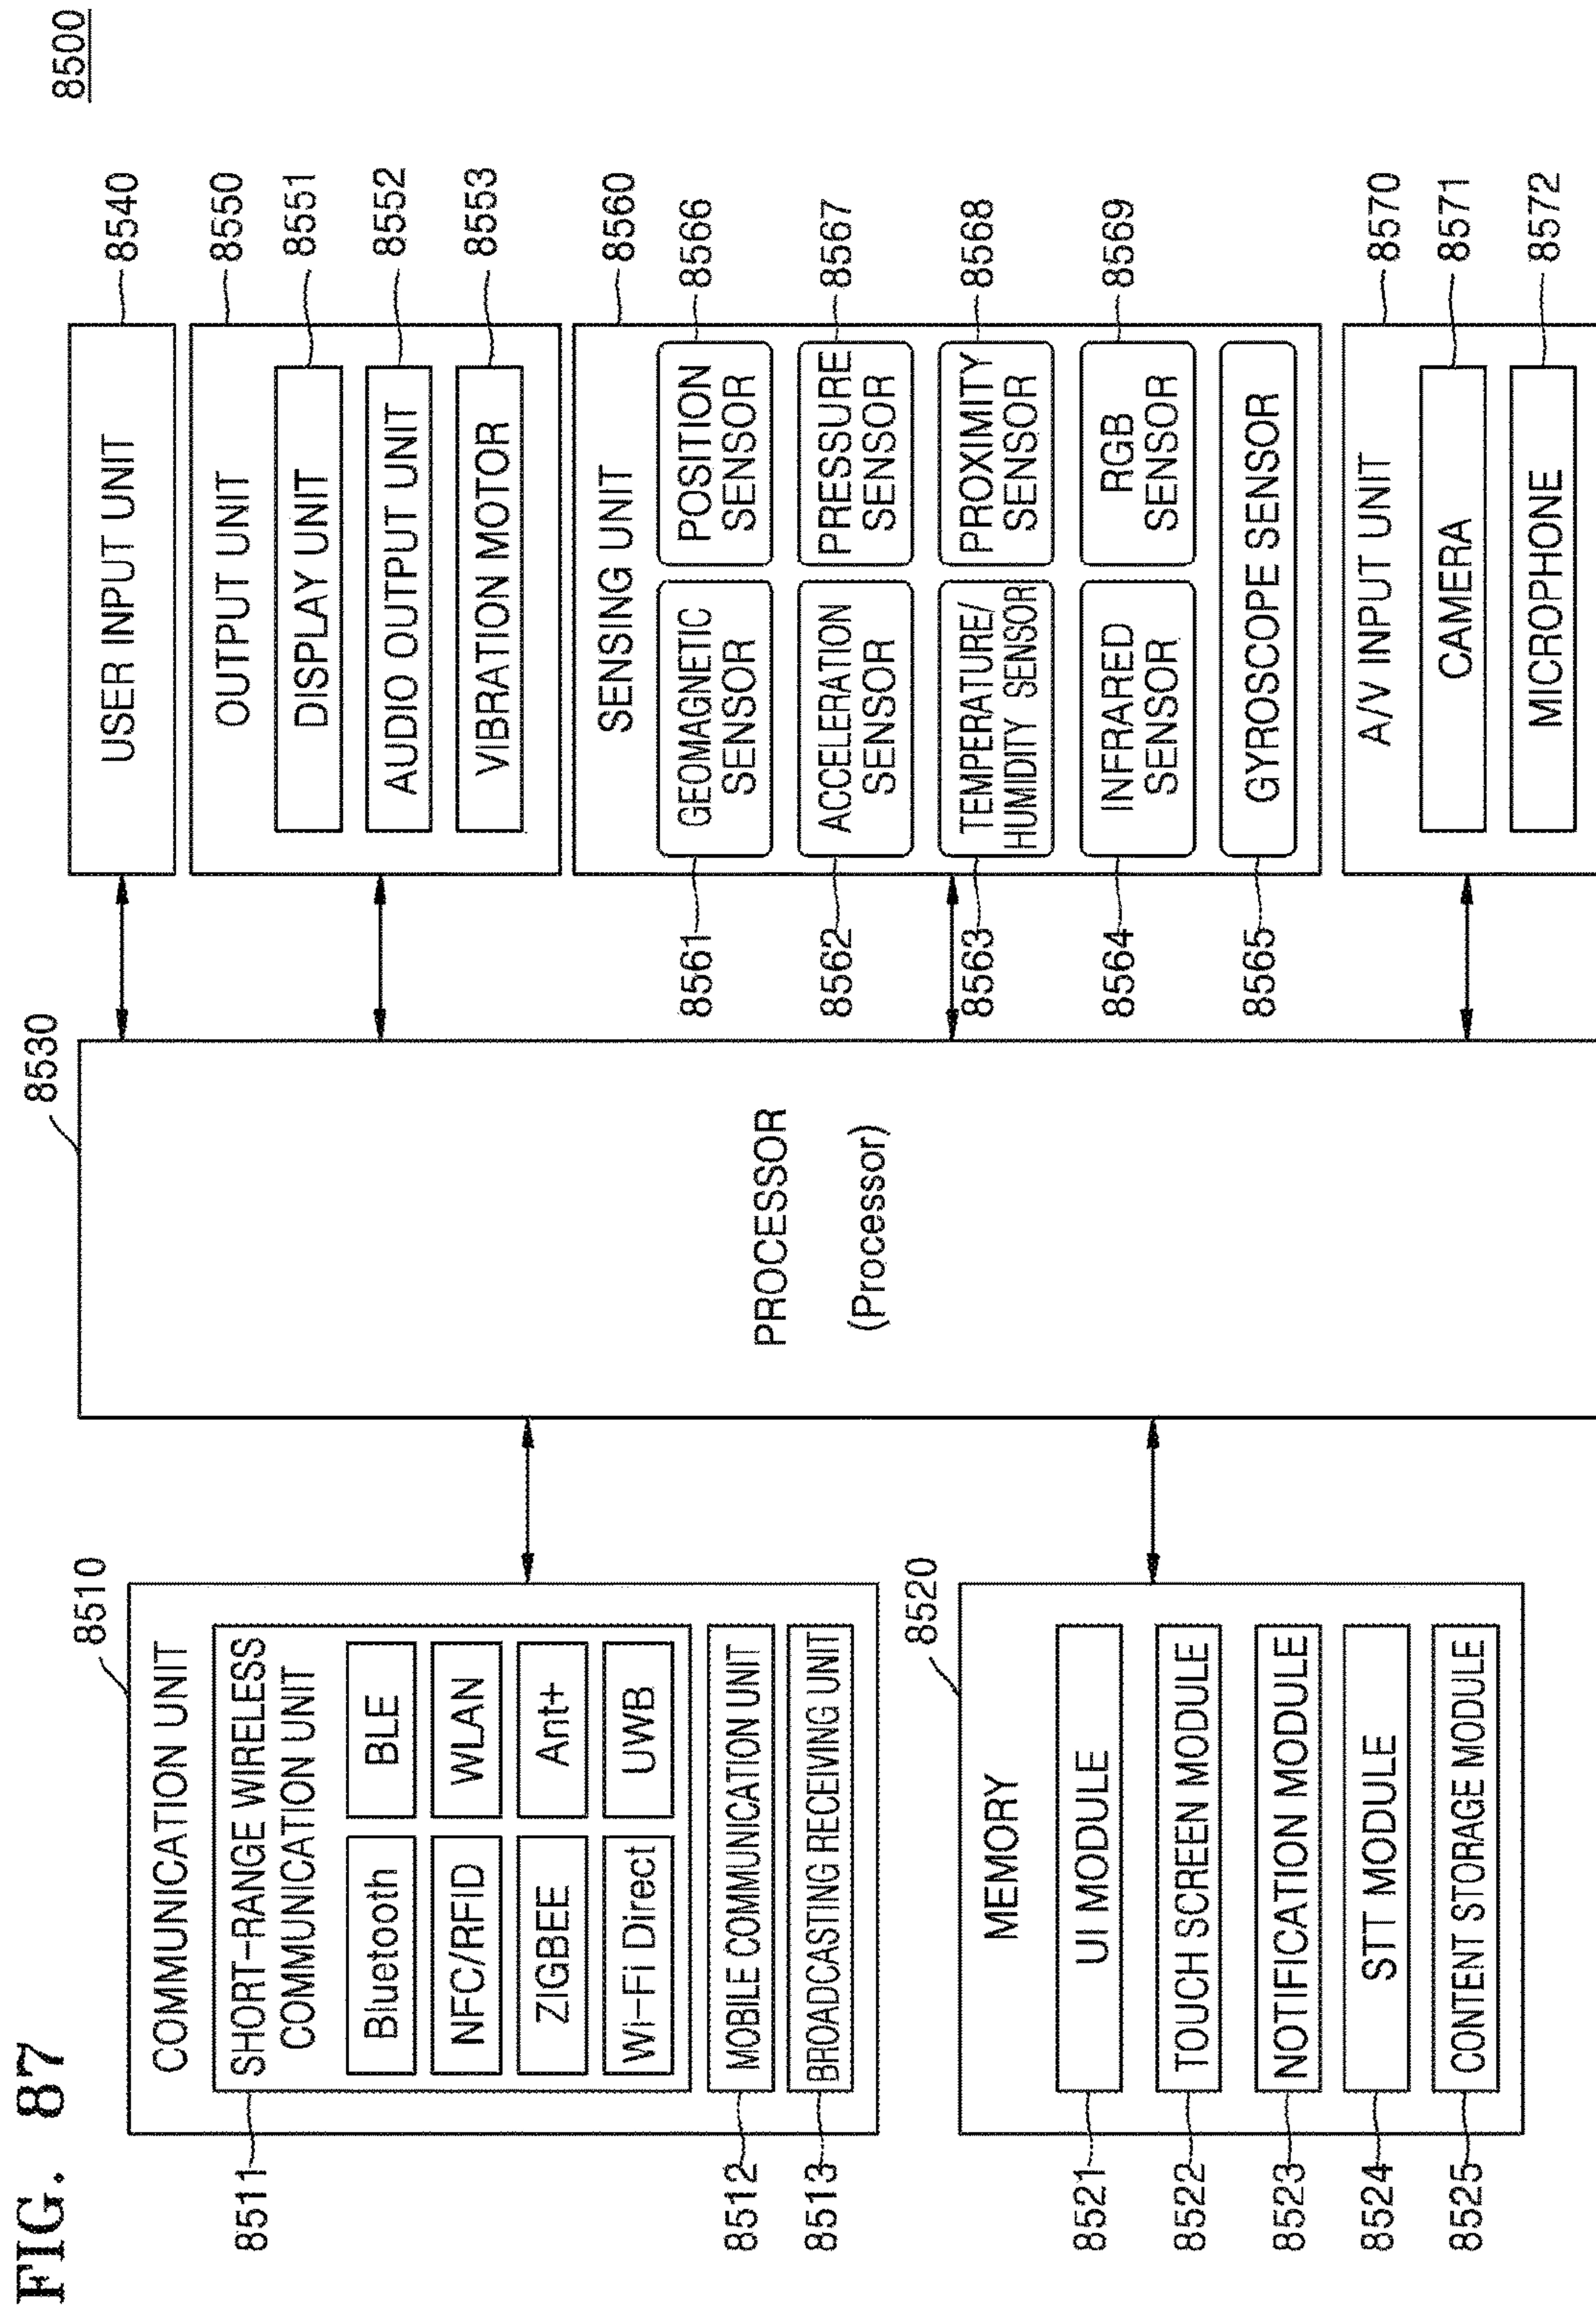 FIG. 87
8500
8510
COMMUNICATION UNIT
8511
SHORT-RANGE WIRELESS
COMMUNICATION UNIT
Bluetooth
BLE
NFC/RFID
WLAN
ZIGBEE
Ant+
Wi-Fi Direct
UWB
8512
MOBILE COMMUNICATION UNIT
8513
BROADCASTING RECEIVING UNIT
8520
MEMORY
8521
UI MODULE
8522
TOUCH SCREEN MODULE
8523
NOTIFICATION MODULE
8524
STT MODULE
8525
CONTENT STORAGE MODULE
8530
PROCESSOR
(Processor)
USER INPUT UNIT
8540
OUTPUT UNIT
8550
DISPLAY UNIT
8551
AUDIO OUTPUT UNIT
8552
VIBRATION MOTOR
8553
SENSING UNIT
8560
8561
GEOMAGNETIC
SENSOR
POSITION
SENSOR
8566
8562
ACCELERATION
SENSOR
PRESSURE
SENSOR
8567
8563
TEMPERATURE/
HUMIDITY SENSOR
PROXIMITY
SENSOR
8568
8564
INFRARED
SENSOR
RGB
SENSOR
8569
8565
GYROSCOPE SENSOR
A/V INPUT UNIT
8570
CAMERA
8571
MICROPHONE
8572